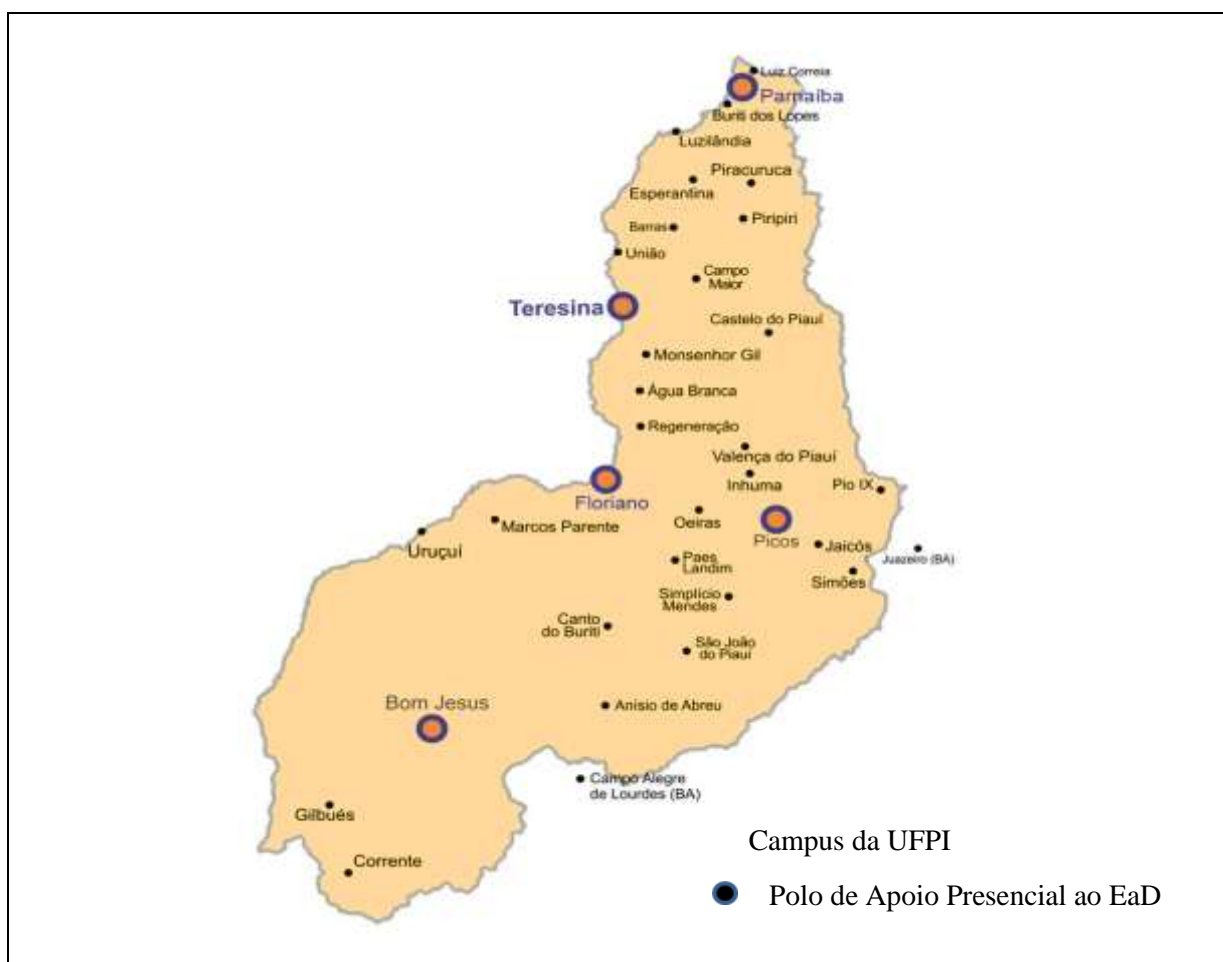 Luiz Correia
Parnaíba
Buriti dos Lopes
Luzilândia
Piracuruca
Esperantina
Piripiri
Barras
União
Campo
Maior
Teresina
Castelo do Piauí
Monsenhor Gil
Água Branca
Regeneração
Valença do Piauí
Inhuma
Pio IX
Floriano
Oeiras
Marcos Parente
Picos
Uruçuí
Jaicós
Juazeiro (BA)
Paes
Landim
Simões
Simplício
Mendes
Canto
do Buriti
São João
do Piauí
Bom Jesus
Anísio de Abreu
Campo Alegre
de Lourdes (BA)
Gilbués
Corrente
Campus da UFPI
Polo de Apoio Presencial ao EaD